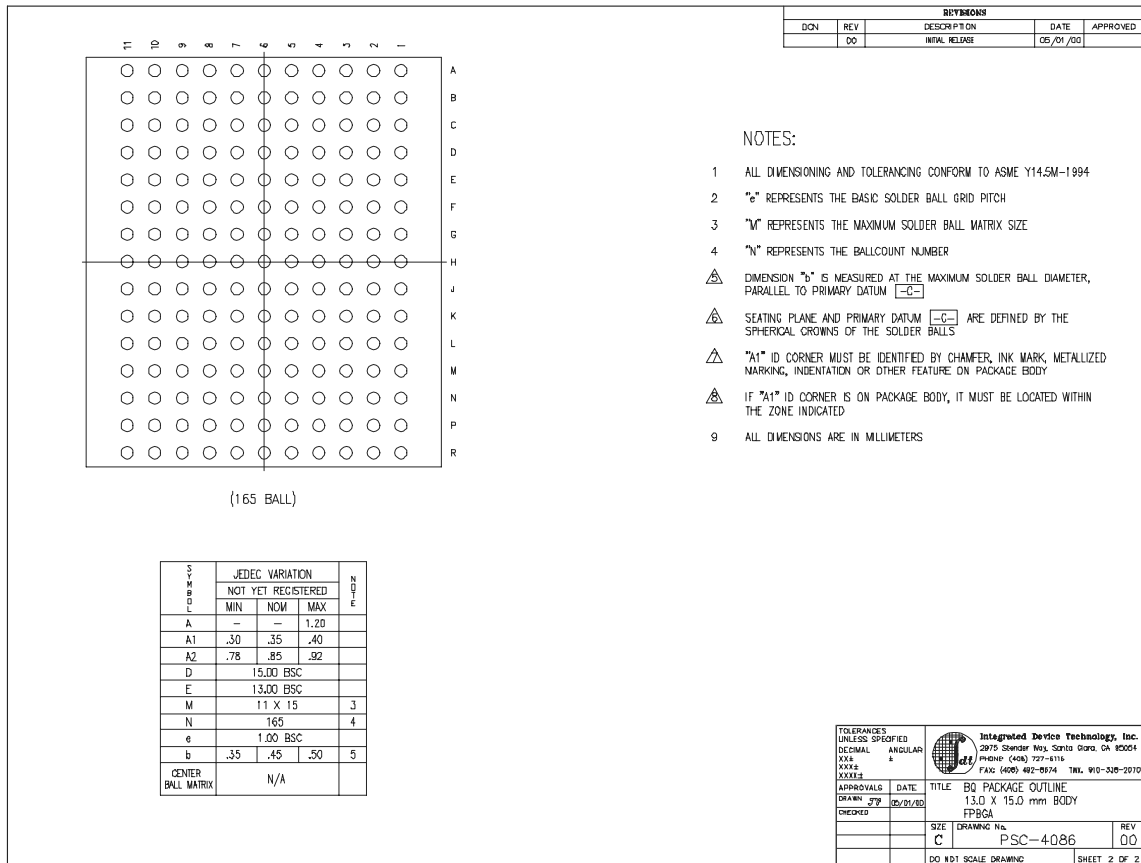 REVISIONS
DCN REV DESCRIPTION DATE APPROVED
00 INITIAL RELEASE 05/01/00
11 10 9 8 7 6 5 4 3 2 1
A
B
C
D
E
F
G
H
J
K
L
M
N
P
R
(165 BALL)
NOTES:
1 ALL DIMENSIONING AND TOLERANCING CONFORM TO ASME Y14.5M-1994
2 "e" REPRESENTS THE BASIC SOLDER BALL GRID PITCH
3 "M" REPRESENTS THE MAXIMUM SOLDER BALL MATRIX SIZE
4 "N" REPRESENTS THE BALLCOUNT NUMBER
5 DIMENSION "b" IS MEASURED AT THE MAXIMUM SOLDER BALL DIAMETER,
PARALLEL TO PRIMARY DATUM -C-
6 SEATING PLANE AND PRIMARY DATUM -C- ARE DEFINED BY THE
SPHERICAL CROWNS OF THE SOLDER BALLS
7 "A1" ID CORNER MUST BE IDENTIFIED BY CHAMFER, INK MARK, METALLIZED
MARKING, INDENTATION OR OTHER FEATURE ON PACKAGE BODY
8 IF "A1" ID CORNER IS ON PACKAGE BODY, IT MUST BE LOCATED WITHIN
THE ZONE INDICATED
9 ALL DIMENSIONS ARE IN MILLIMETERS
SYMBOL JEDEC VARIATION NOTE
NOT YET REGISTERED
MIN NOM MAX
A - - 1.20
A1 .30 .35 .40
A2 .78 .85 .92
D 15.00 BSC
E 13.00 BSC
M 11 X 15 3
N 165 4
e 1.00 BSC
b .35 .45 .50 5
CENTER
BALL MATRIX N/A
TOLERANCES
UNLESS SPECIFIED
DECIMAL ANGULAR
XX± ±
XXX±
XXXX±
idt
Integrated Device Technology, Inc.
2975 Stender Way, Santa Clara, CA 95054
PHONE: (408) 727-6116
FAX: (408) 492-8674 TWX: 910-338-2070
APPROVALS DATE
DRAWN 05/01/00
CHECKED
TITLE BQ PACKAGE OUTLINE
13.0 X 15.0 mm BODY
FPBGA
SIZE DRAWING No. REV
C PSC-4086 00
DO NOT SCALE DRAWING SHEET 2 OF 2